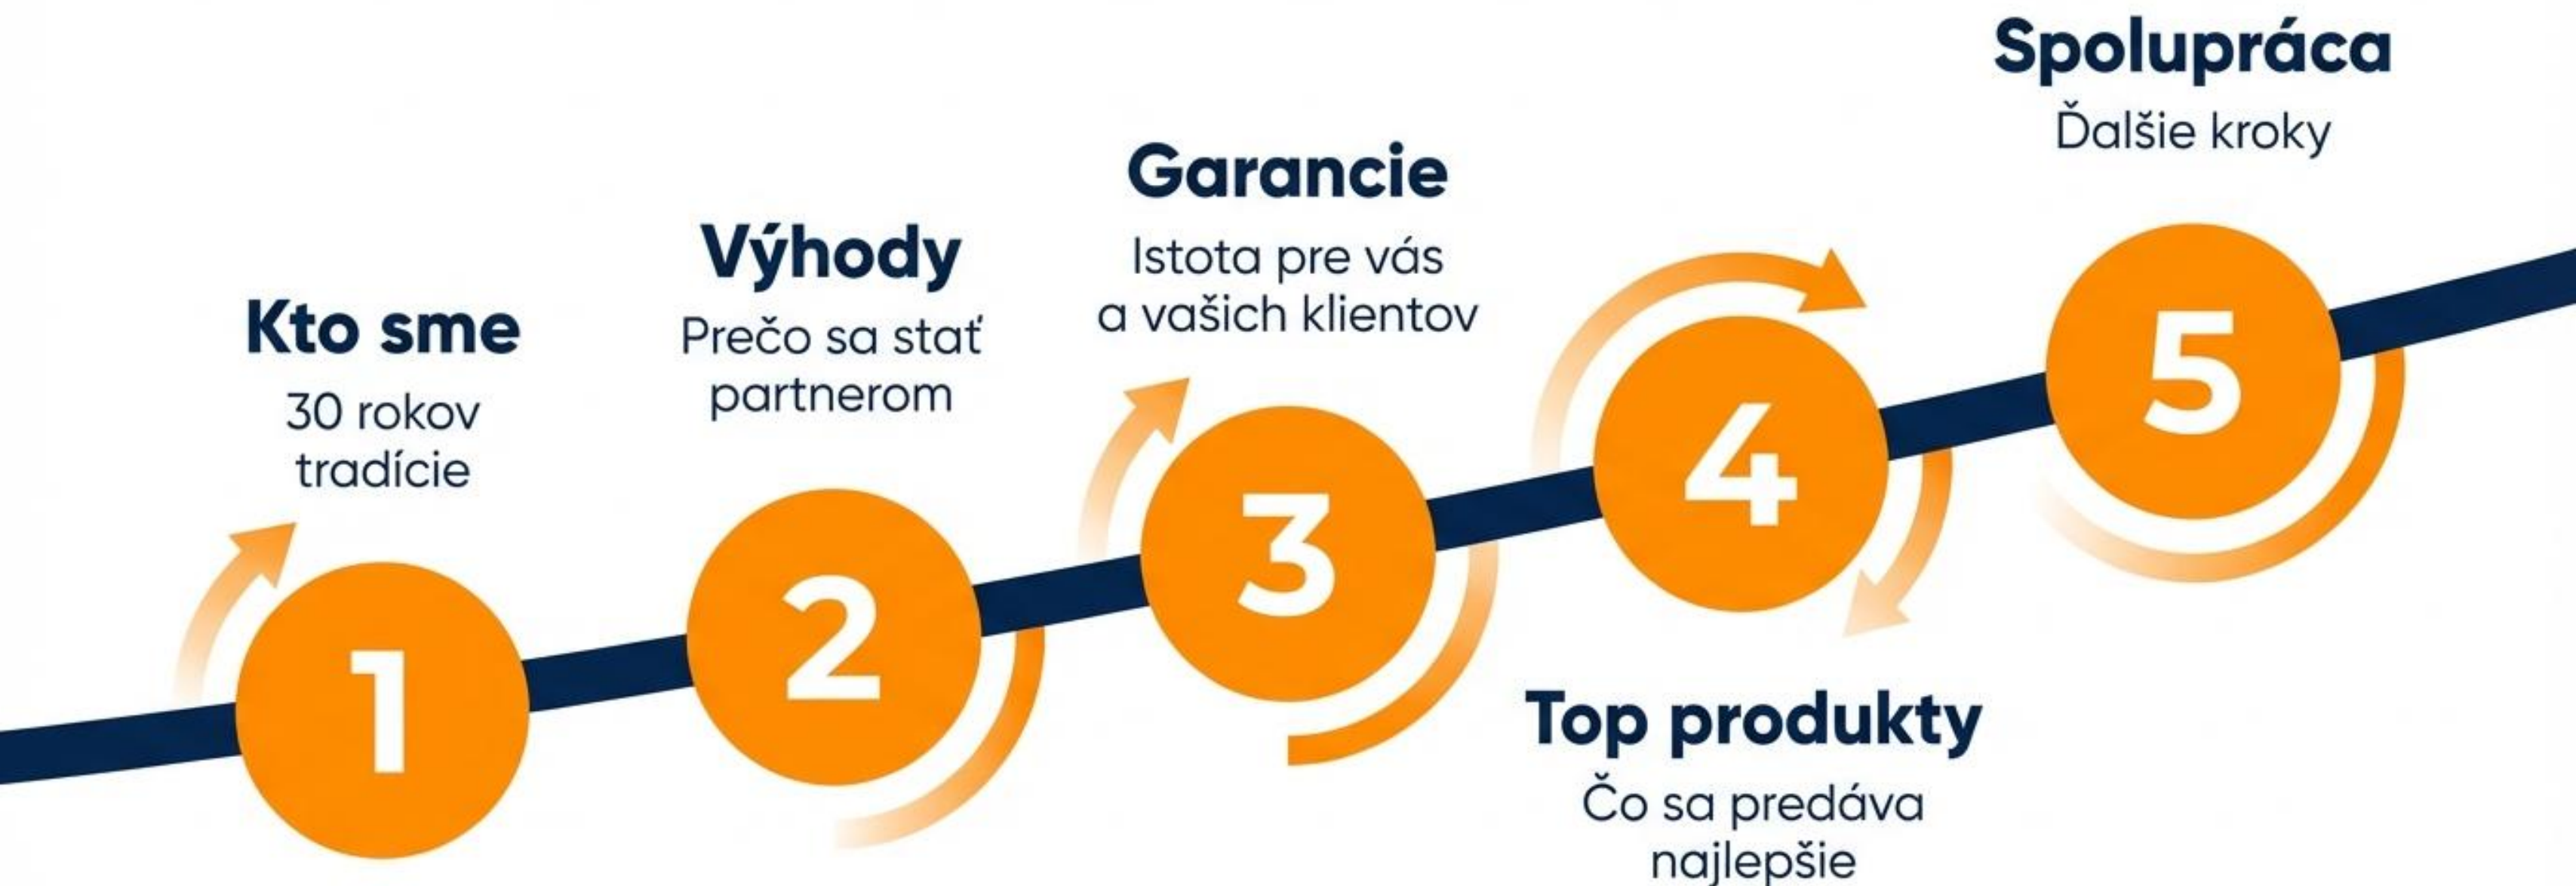 Kto sme
30 rokov
tradície
1
Výhody
Prečo sa stať
partnerom
2
Garancie
Istota pre vás
a vašich klientov
3
4
Top produkty
Čo sa predáva
najlepšie
Spolupráca
Ďalšie kroky
5